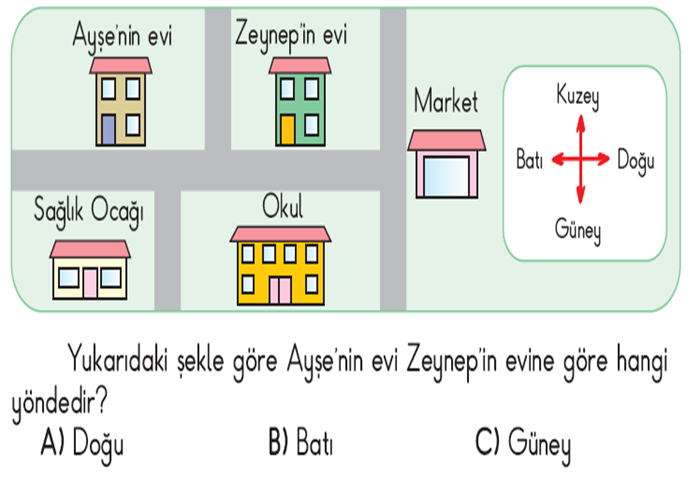 Ayşe'nin evi
Zeynep'in evi
Market
Kuzey
Batı
Doğu
Güney
Sağlık Ocağı
Okul
Yukarıdaki şekle göre Ayşe'nin evi Zeynep'in evine göre hangi
yöndedir?
A) Doğu B) Batı C) Güney